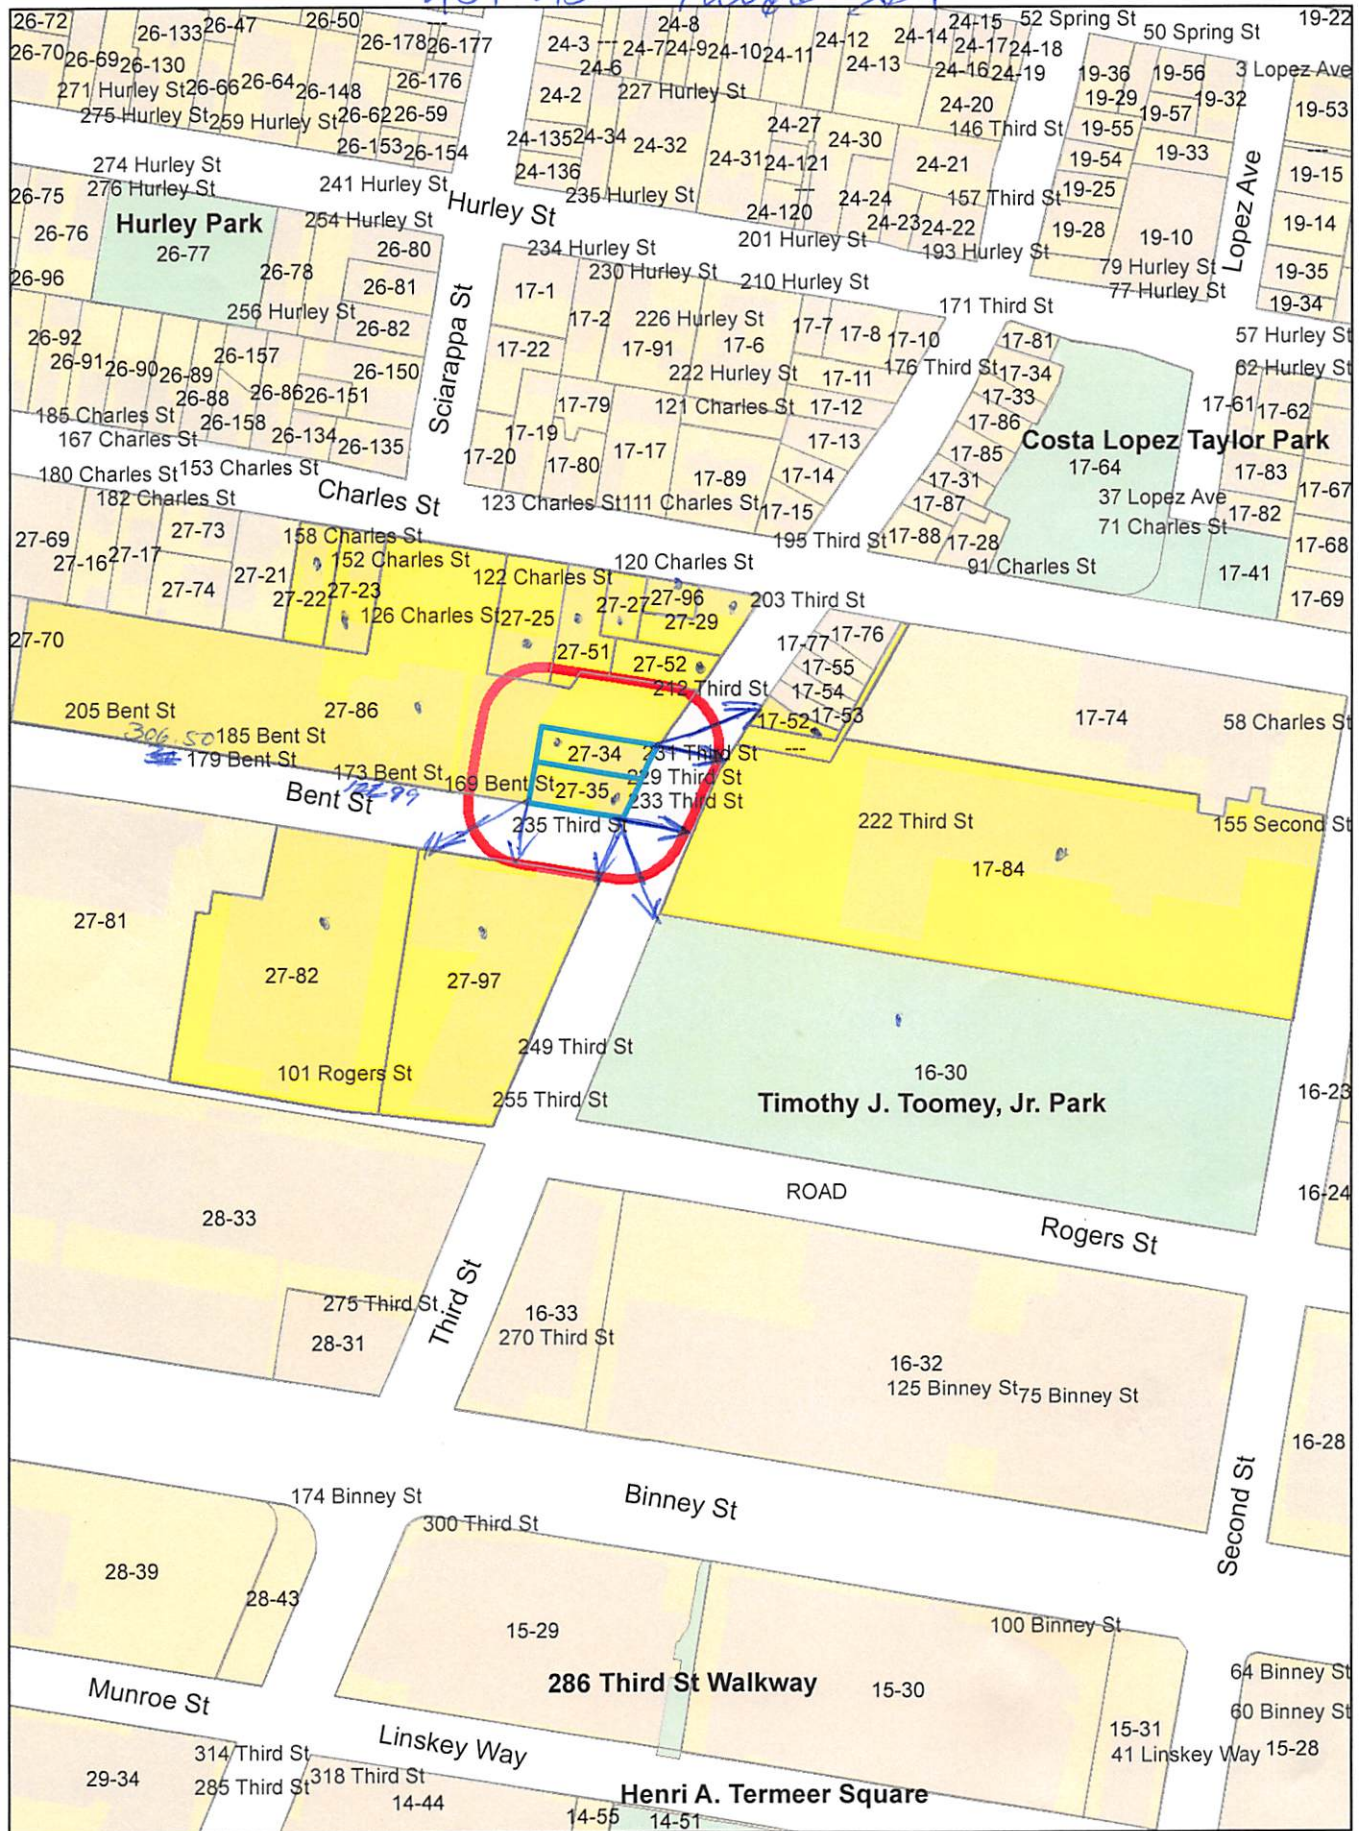 26-72
26-133
26-47
26-50
---
24-8
24-15
52 Spring St
50 Spring St
19-22
26-70
26-69
26-130
26-178
26-177
24-3
---
24-7
24-9
24-10
24-11
24-12
24-14
24-17
24-18
24-6
24-13
24-16
24-19
19-36
19-56
3 Lopez Ave
271 Hurley St
26-66
26-64
26-148
26-176
24-2
227 Hurley St
24-20
19-29
19-57
19-32
19-53
275 Hurley St
259 Hurley St
26-62
26-59
24-135
24-34
24-32
24-27
24-30
146 Third St
19-55
26-153
26-154
24-136
24-31
24-121
24-21
19-54
19-33
---
274 Hurley St
276 Hurley St
241 Hurley St
235 Hurley St
---
24-24
157 Third St
19-25
19-15
26-75
Hurley Park
254 Hurley St
Hurley St
24-120
24-23
24-22
19-28
19-10
Lopez Ave
19-14
26-76
26-77
26-80
234 Hurley St
201 Hurley St
193 Hurley St
79 Hurley St
19-35
26-96
26-78
26-81
230 Hurley St
210 Hurley St
77 Hurley St
19-34
256 Hurley St
26-82
Sciarappa St
17-1
17-2
226 Hurley St
17-7
17-8
17-10
171 Third St
17-81
57 Hurley St
26-92
26-91
26-90
26-89
26-157
26-150
17-22
17-91
17-6
222 Hurley St
17-11
176 Third St
17-34
62 Hurley St
26-88
26-86
26-151
17-79
121 Charles St
17-12
17-33
17-61
17-62
185 Charles St
26-158
26-134
26-135
17-19
17-13
17-86
Costa Lopez Taylor Park
167 Charles St
17-20
17-80
17-17
17-89
17-14
17-85
17-64
17-83
17-67
180 Charles St
153 Charles St
182 Charles St
Charles St
123 Charles St
111 Charles St
17-15
17-31
17-87
37 Lopez Ave
71 Charles St
17-82
27-69
27-16
27-17
27-73
158 Charles St
195 Third St
17-88
17-28
17-68
152 Charles St
120 Charles St
91 Charles St
17-41
27-74
27-21
27-22
27-23
122 Charles St
27-27
27-96
203 Third St
17-69
126 Charles St
27-25
27-29
27-70
27-51
27-52
17-77
17-76
17-55
212 Third St
17-54
205 Bent St
27-86
17-52
17-53
17-74
58 Charles St
306.50
185 Bent St
27-34
231 Third St
---
179 Bent St
173 Bent St
169 Bent St
229 Third St
Bent St
27-35
233 Third St
235 Third St
222 Third St
155 Second St
17-84
27-81
27-82
27-97
249 Third St
16-30
101 Rogers St
255 Third St
Timothy J. Toomey, Jr. Park
16-23
ROAD
16-24
28-33
Rogers St
275 Third St
Third St
16-33
28-31
270 Third St
16-32
125 Binney St
75 Binney St
16-28
174 Binney St
300 Third St
Binney St
Second St
28-39
28-43
15-29
100 Binney St
286 Third St Walkway
15-30
64 Binney St
Munroe St
60 Binney St
Linskey Way
15-31
314 Third St
41 Linskey Way
15-28
29-34
285 Third St
318 Third St
14-44
Henri A. Termeer Square
14-55
14-51